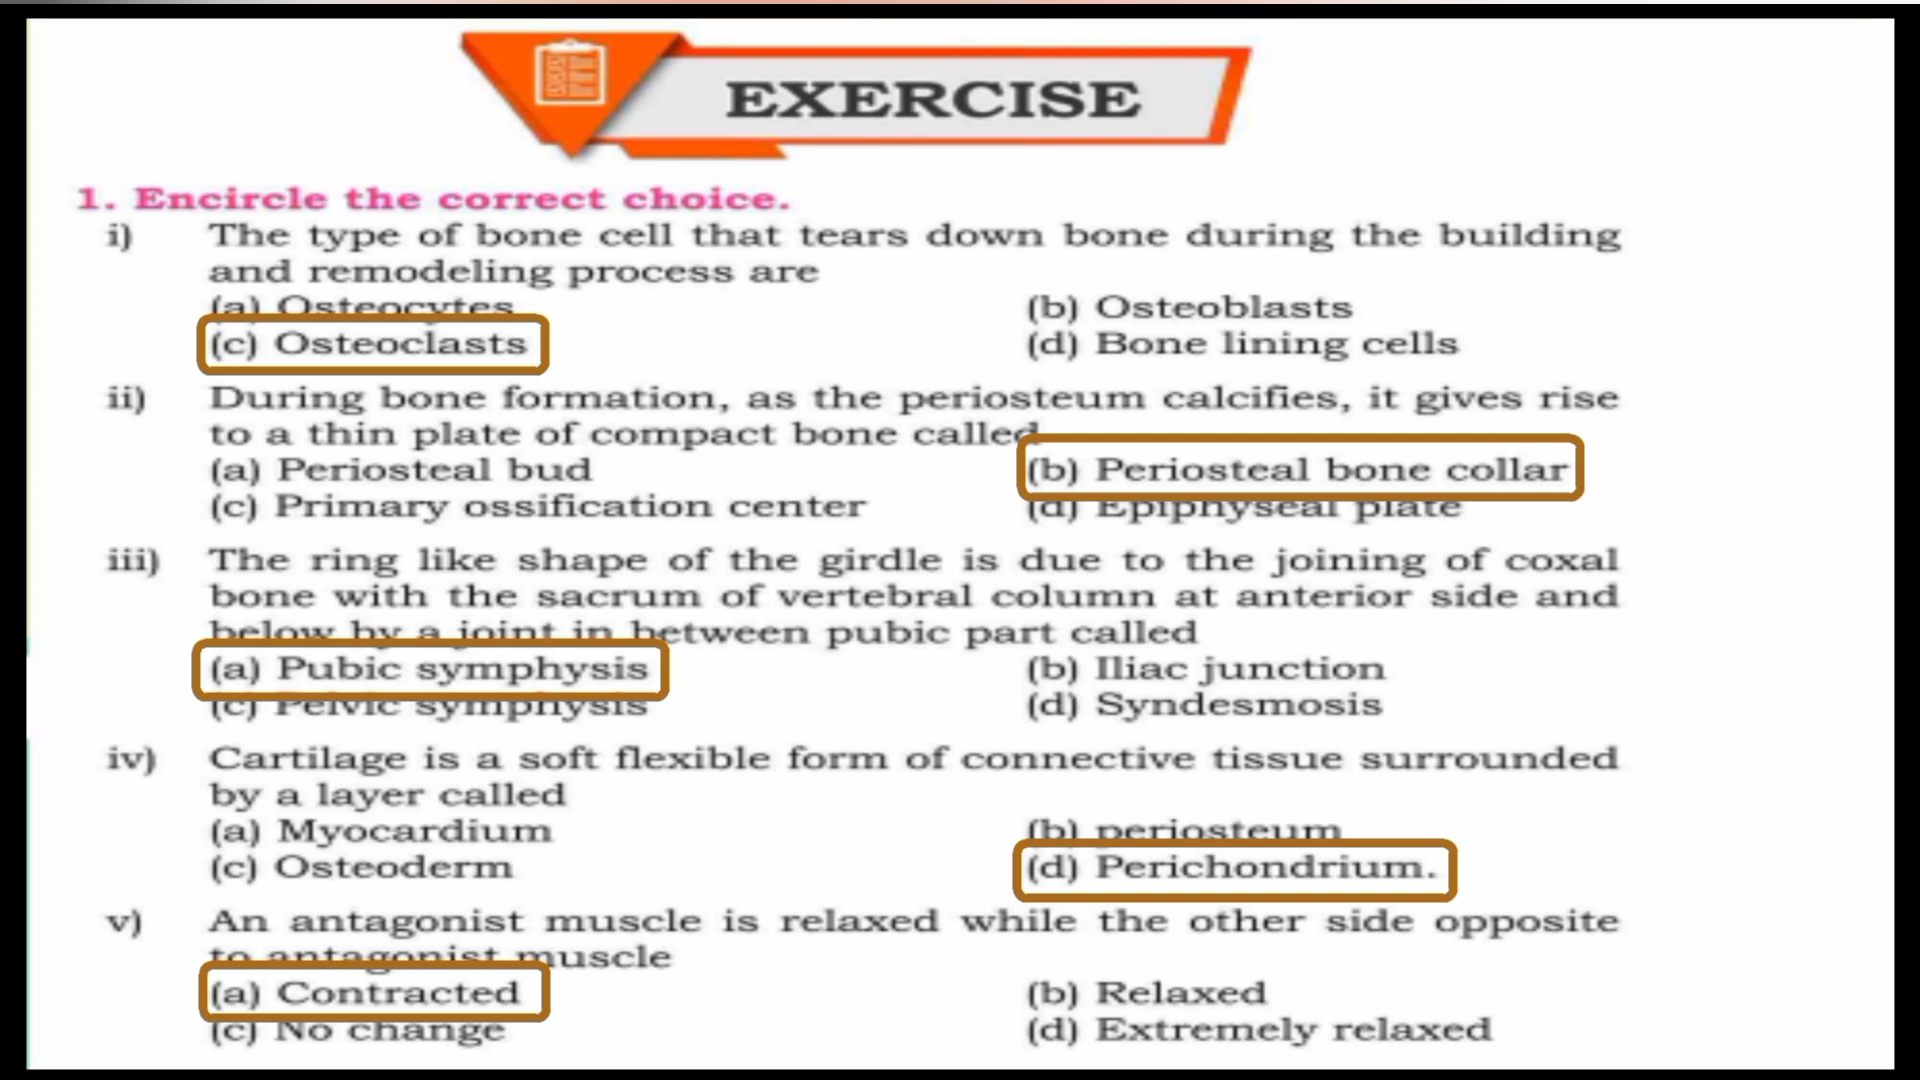 EXERCISE
1. Encircle the correct choice.
i) The type of bone cell that tears down bone during the building
and remodeling process are
(a) Osteocytes (b) Osteoblasts
(c) Osteoclasts (d) Bone lining cells
ii) During bone formation, as the periosteum calcifies, it gives rise
to a thin plate of compact bone called
(a) Periosteal bud (b) Periosteal bone collar
(c) Primary ossification center (d) Epiphyseal plate
iii) The ring like shape of the girdle is due to the joining of coxal
bone with the sacrum of vertebral column at anterior side and
below by a joint in between pubic part called
(a) Pubic symphysis (b) Iliac junction
(c) Pelvic symphysis (d) Syndesmosis
iv) Cartilage is a soft flexible form of connective tissue surrounded
by a layer called
(a) Myocardium (b) periosteum
(c) Osteoderm (d) Perichondrium.
v) An antagonist muscle is relaxed while the other side opposite
to antagonist muscle
(a) Contracted (b) Relaxed
(c) No change (d) Extremely relaxed